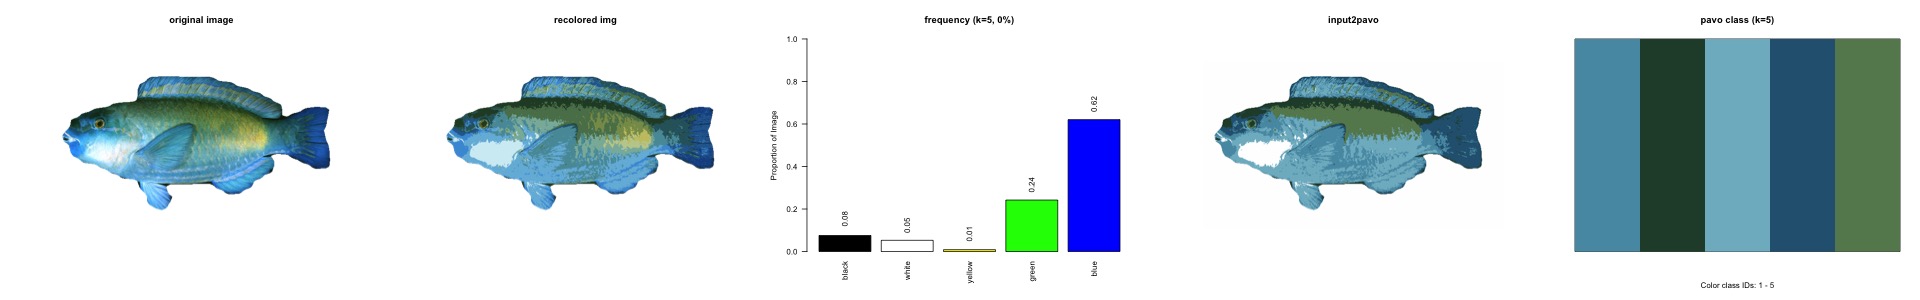 original image
recolored img
frequency (k=5, 0%)
input2pavo
pavo class (k=5)
Proportion of Image
1.0
0.8
0.6
0.4
0.2
0.0
0.08
0.05
0.01
0.24
0.62
black
white
yellow
green
blue
Color class IDs: 1 - 5